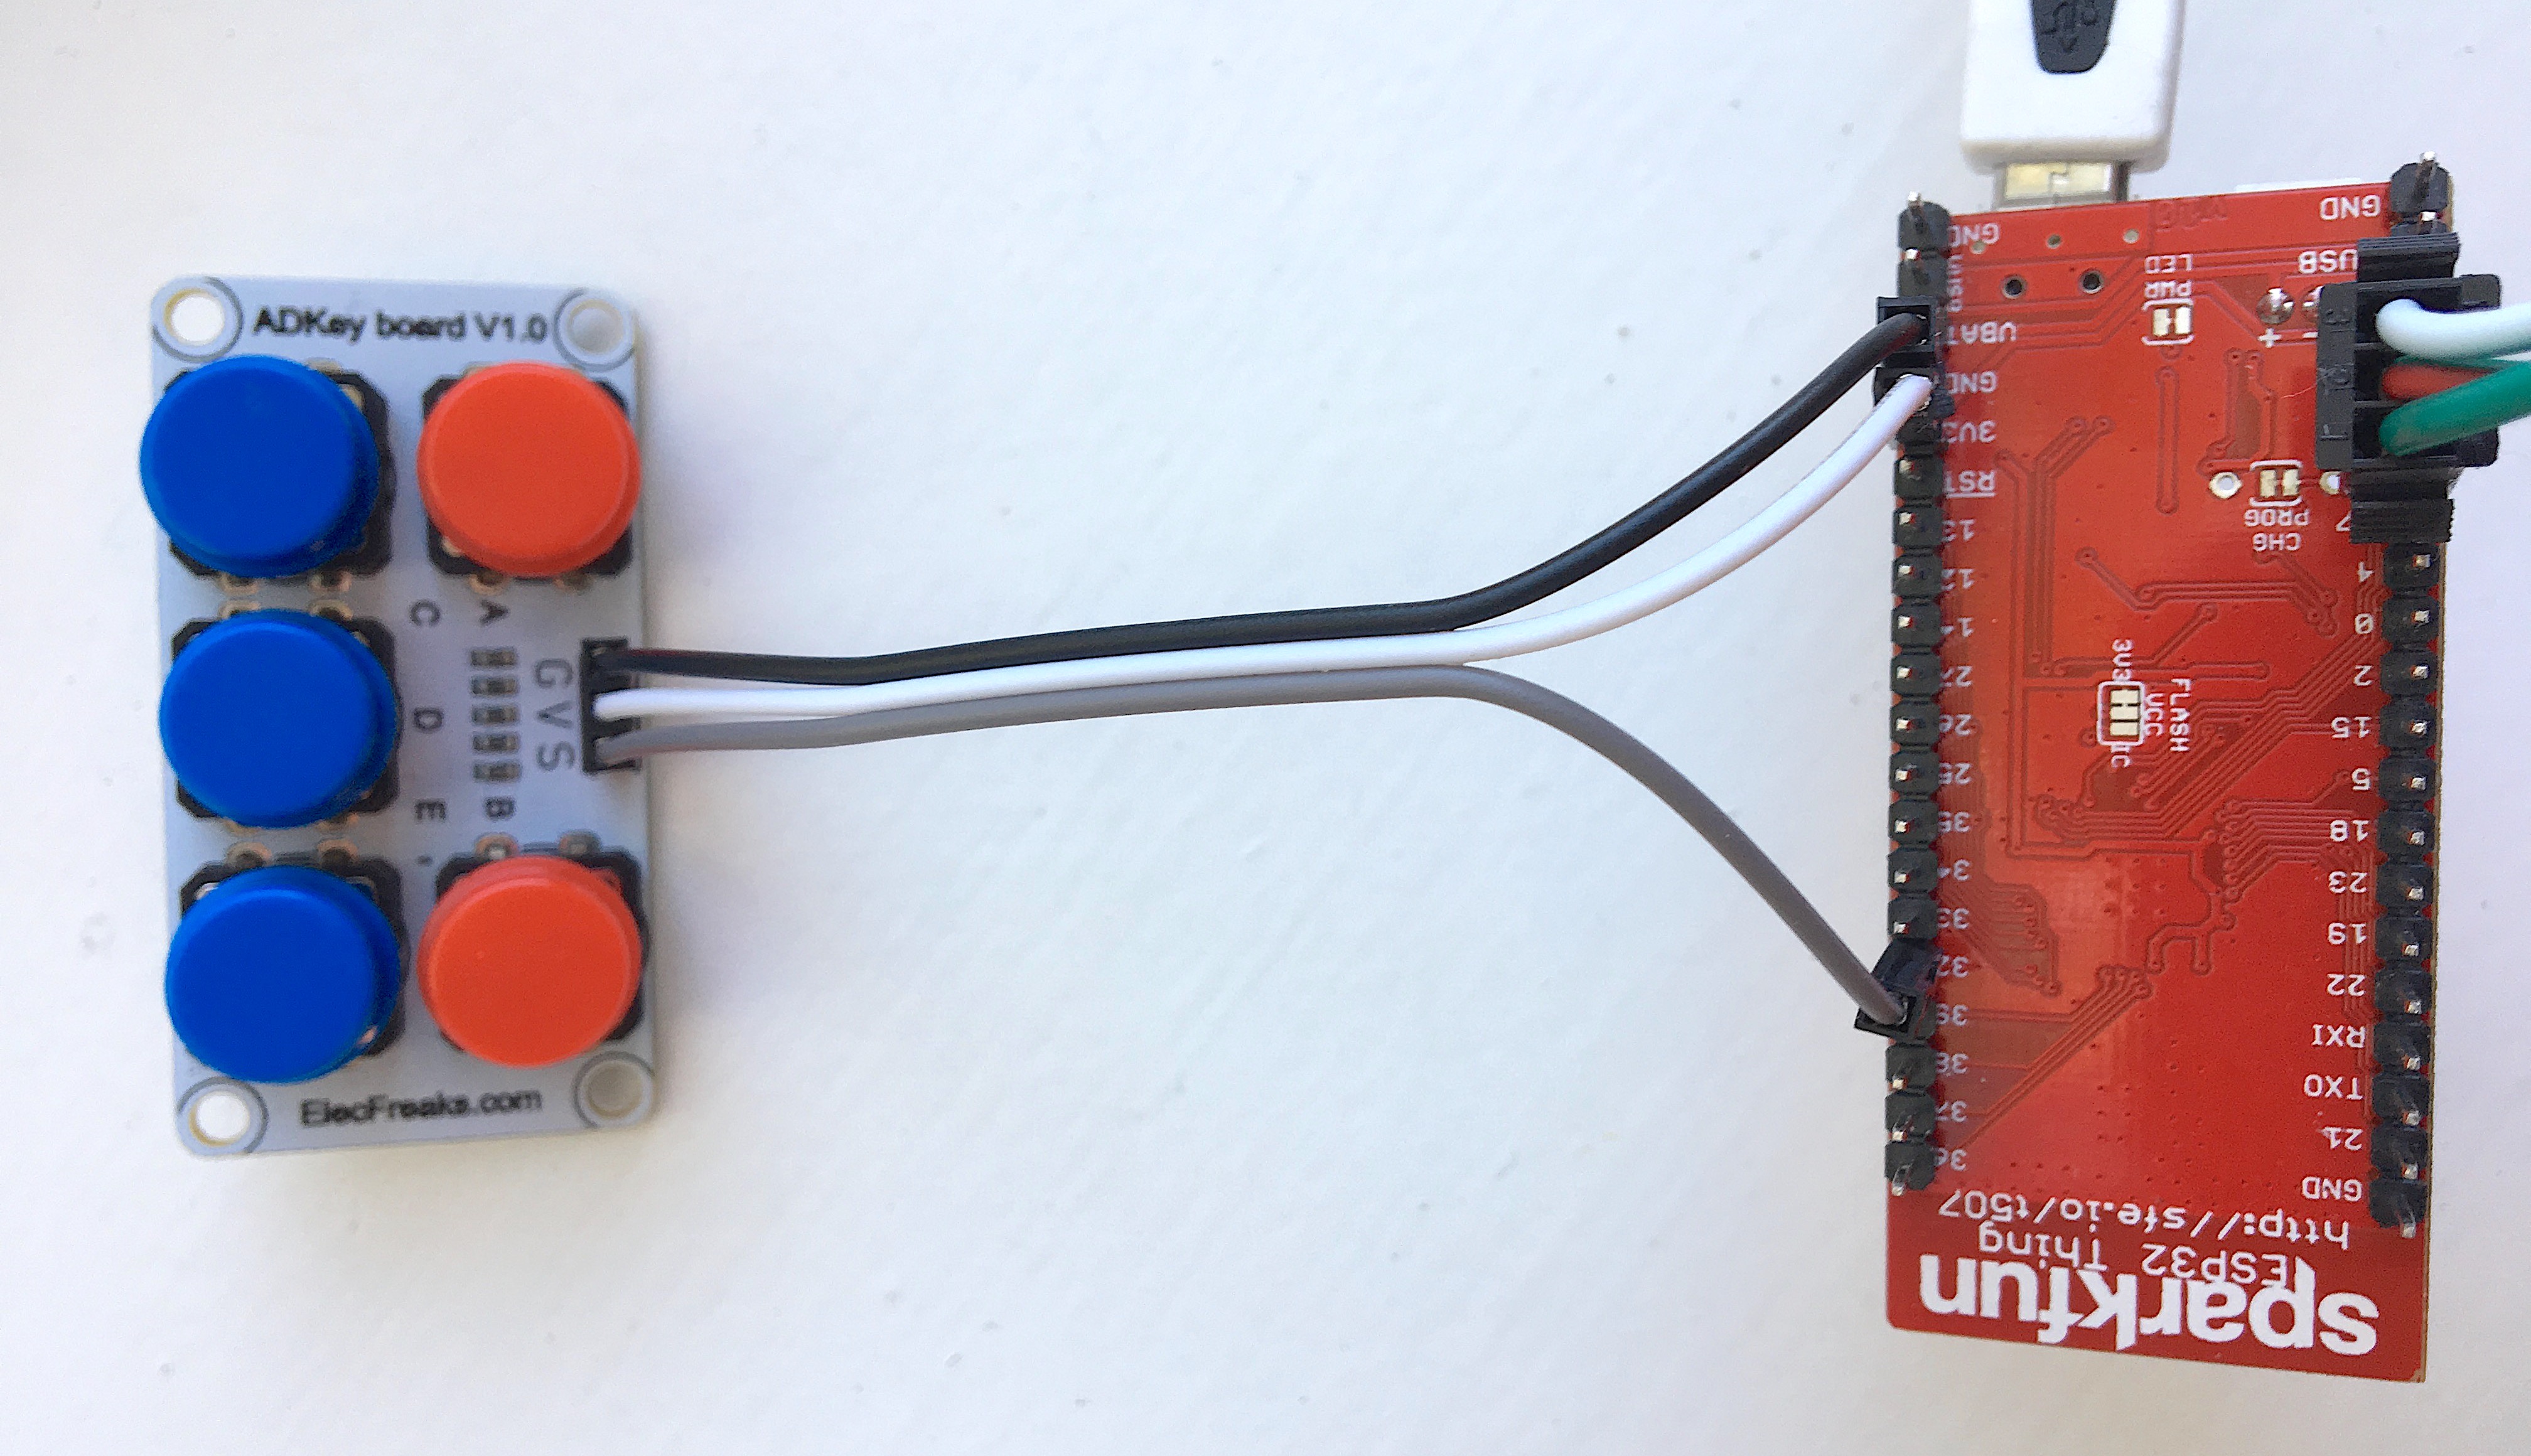 ADKey board V1.0
A
C
G
V
S
D
E
B
ElecFreaks.com
GND
VBAT
GND
3V3
RST
13
12
14
27
26
25
35
34
33
32
39
38
37
36
GND
USB
PWR
LED
+
-
CHG
PROG
4
0
2
15
5
18
23
19
22
RXI
TXO
21
GND
3V3
FLASH
VCC
http://sfe.io/t507
ESP32 Thing
sparkfun